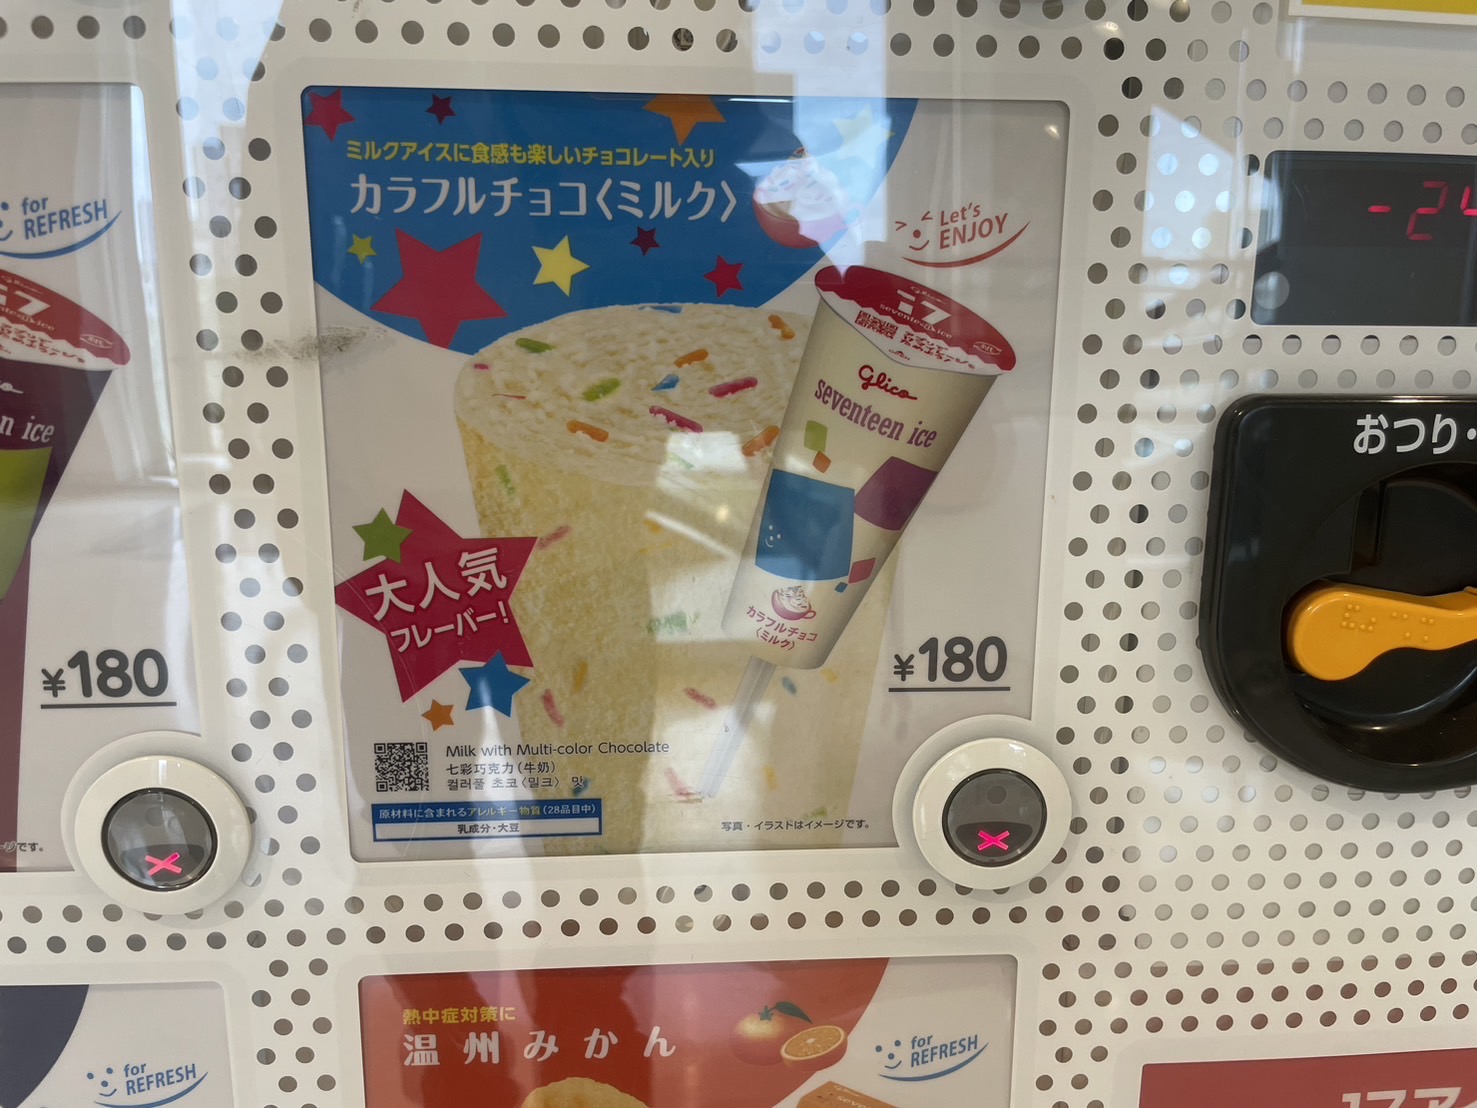 for
REFRESH
een ice
¥180
ミルクアイスに食感も楽しいチョコレート入り
カラフルチョコ〈ミルク〉
Let's
ENJOY
Glico
seventeen ice
カラフルチョコ
〈ミルク〉
大人気
フレーバー!
¥180
Milk with Multi-color Chocolate
七彩巧克力(牛奶)
컬러풀 초코〈밀크〉 맛
原材料に含まれるアレルギー物質(28品目中)
乳成分・大豆
写真・イラストはイメージです。
-24
おつり・
熱中症対策に
温州みかん
for
REFRESH
for
REFRESH